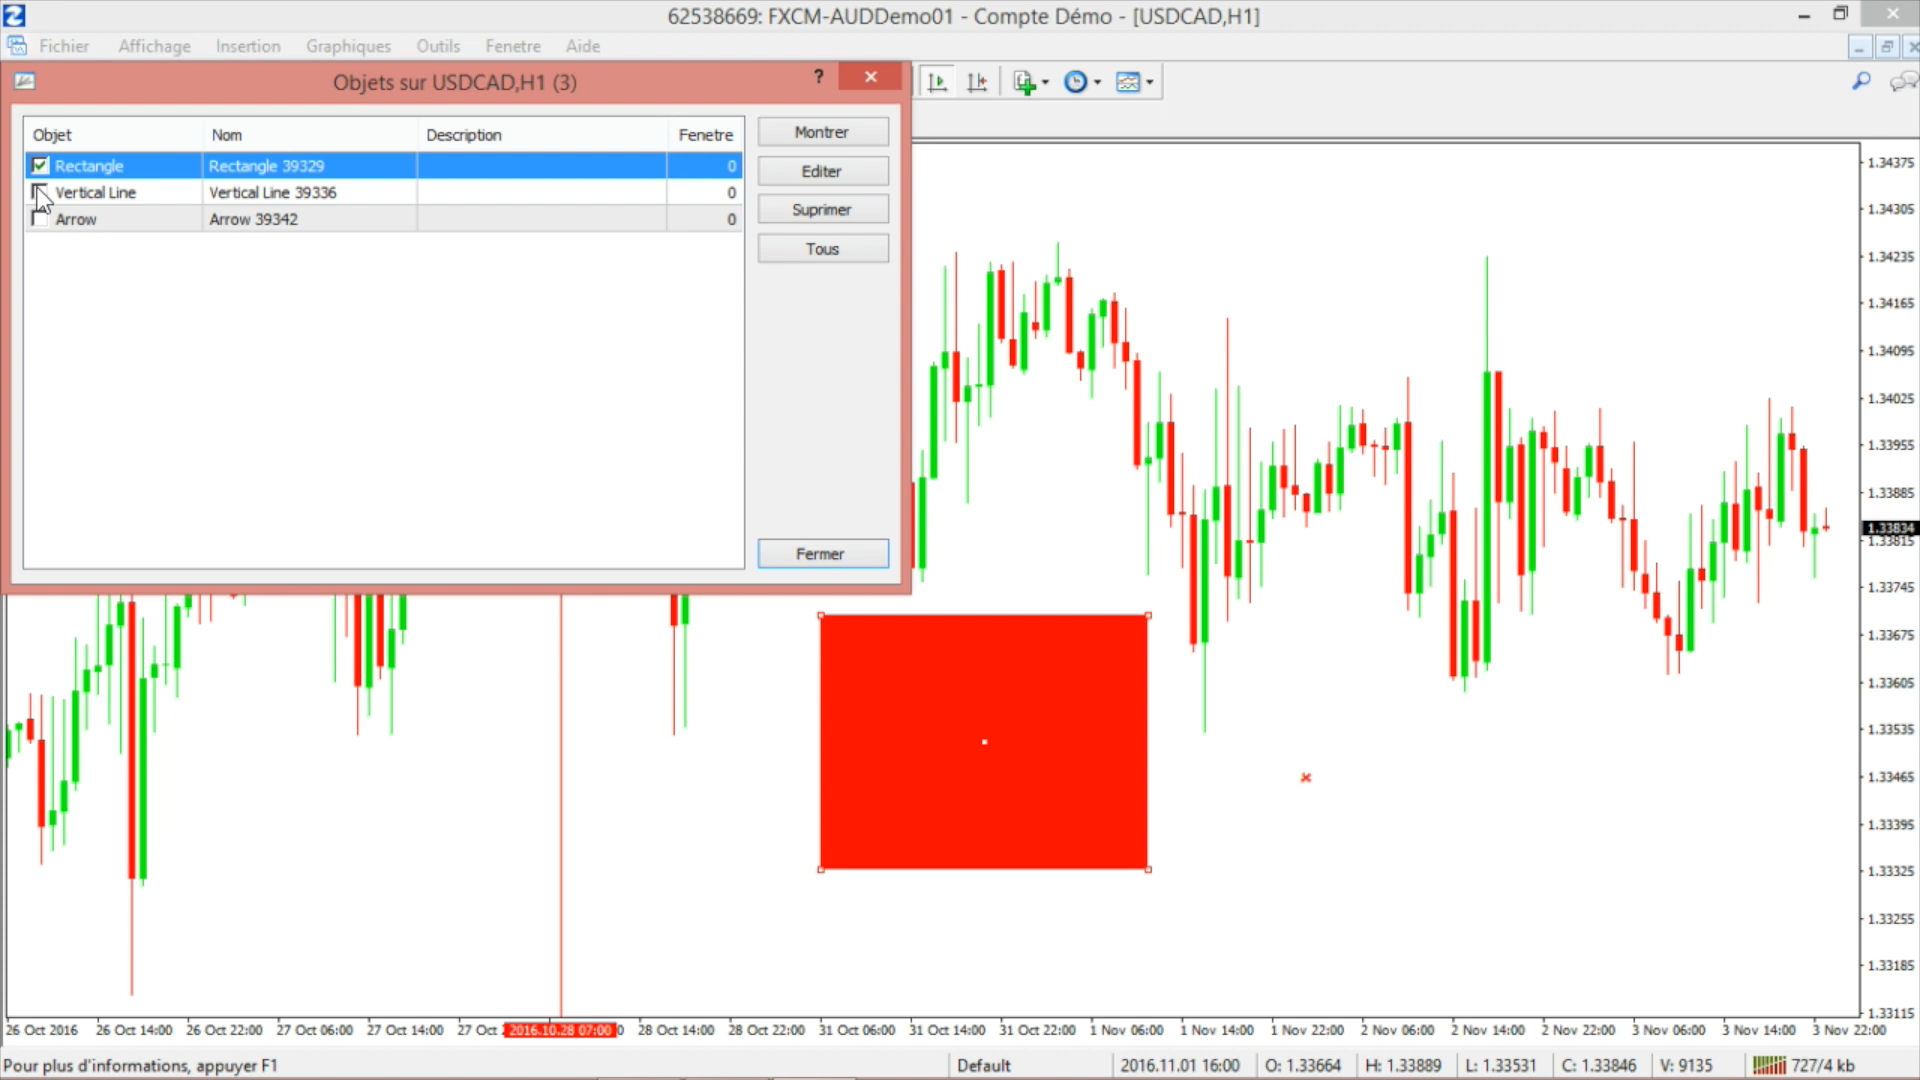 62538669: FXCM-AUDDemo01 - Compte Démo - [USDCAD,H1]
Fichier Affichage Insertion Graphiques Outils Fenetre Aide
Objets sur USDCAD,H1 (3)
?
Objet Nom Description Fenetre
Rectangle Rectangle 39329 0
Vertical Line Vertical Line 39336 0
Arrow Arrow 39342 0
Montrer
Editer
Suprimer
Tous
Fermer
1.34375
1.34305
1.34235
1.34165
1.34095
1.34025
1.33955
1.33885
1.33834
1.33815
1.33745
1.33675
1.33605
1.33535
1.33465
1.33395
1.33325
1.33255
1.33185
1.33115
26 Oct 2016 26 Oct 14:00 26 Oct 22:00 27 Oct 06:00 27 Oct 14:00 27 Oct 2016.10.28 07:00 0 28 Oct 14:00 28 Oct 22:00 31 Oct 06:00 31 Oct 14:00 31 Oct 22:00 1 Nov 06:00 1 Nov 14:00 1 Nov 22:00 2 Nov 06:00 2 Nov 14:00 2 Nov 22:00 3 Nov 06:00 3 Nov 14:00 3 Nov 22:00
Pour plus d'informations, appuyer F1 Default 2016.11.01 16:00 O: 1.33664 H: 1.33889 L: 1.33531 C: 1.33846 V: 9135 727/4 kb